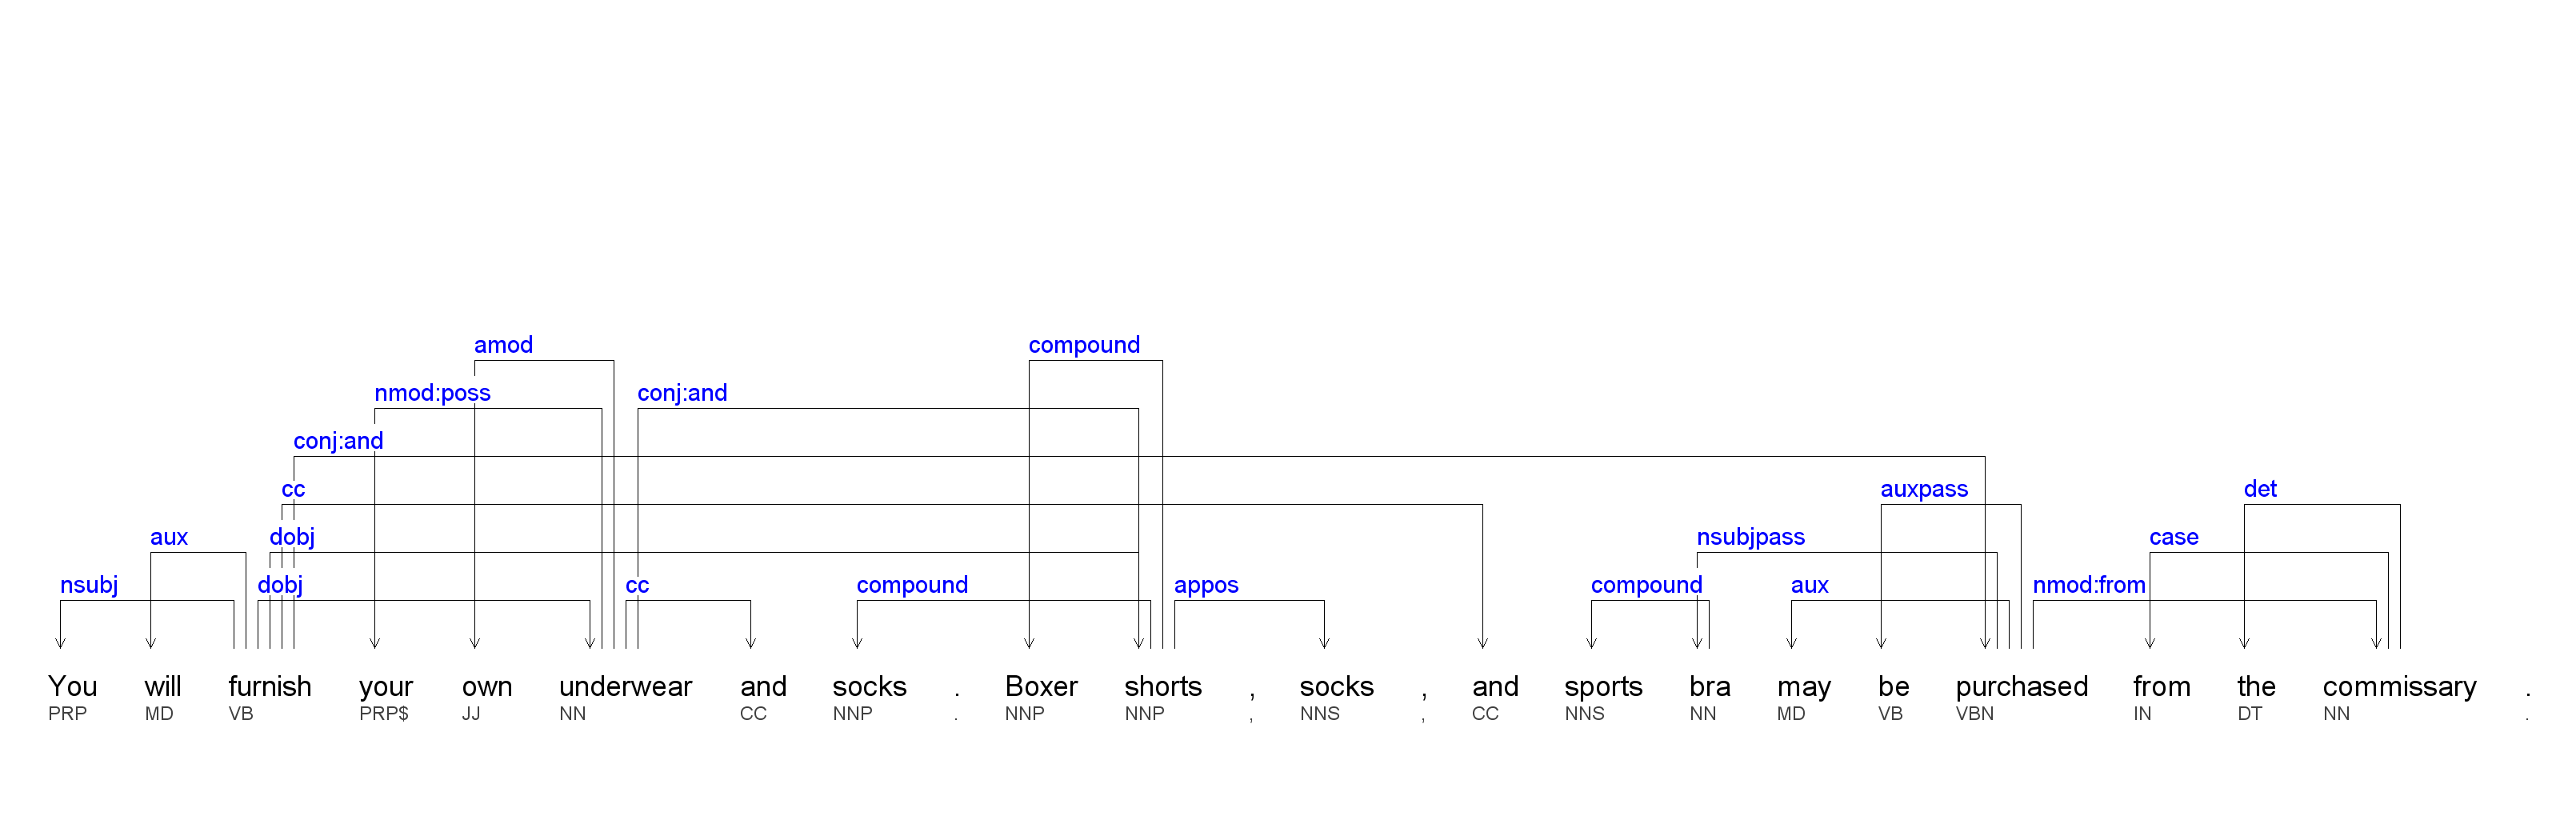 amod compound
nmod:poss conj:and
conj:and
cc auxpass det
aux dobj nsubjpass case
nsubj dobj cc compound appos compound aux nmod:from
You will furnish your own underwear and socks . Boxer shorts , socks , and sports bra may be purchased from the commissary .
PRP MD VB PRP$ JJ NN CC NNP . NNP NNP , NNS , CC NNS NN MD VB VBN IN DT NN .